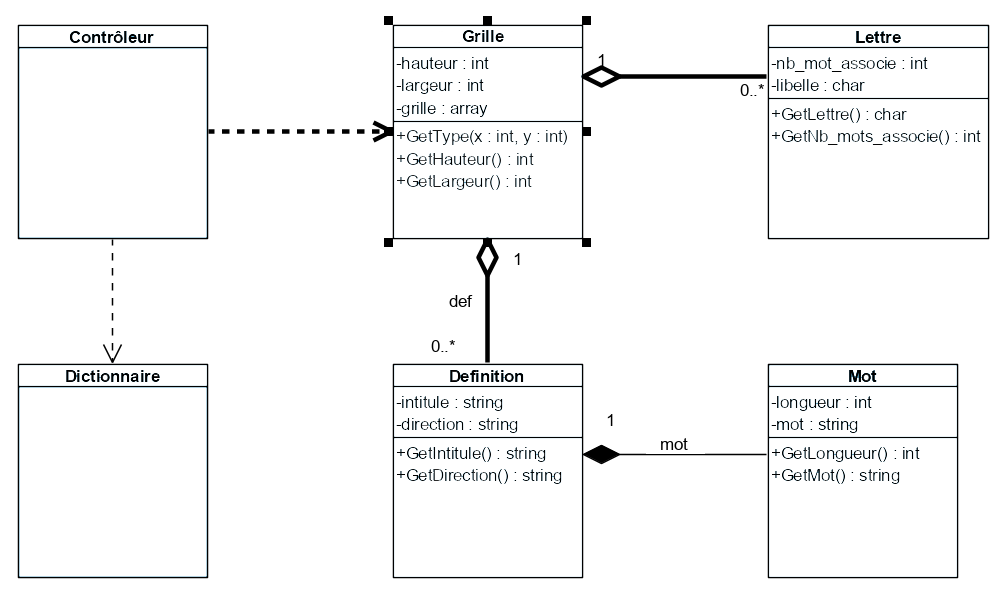 Contrôleur
Grille
-hauteur : int
-largeur : int
-grille : array
+GetType(x : int, y : int)
+GetHauteur() : int
+GetLargeur() : int
1
0..*
Lettre
-nb_mot_associe : int
-libelle : char
+GetLettre() : char
+GetNb_mots_associe() : int
1
def
0..*
Dictionnaire
Definition
-intitule : string
-direction : string
+GetIntitule() : string
+GetDirection() : string
1
mot
Mot
-longueur : int
-mot : string
+GetLongueur() : int
+GetMot() : string